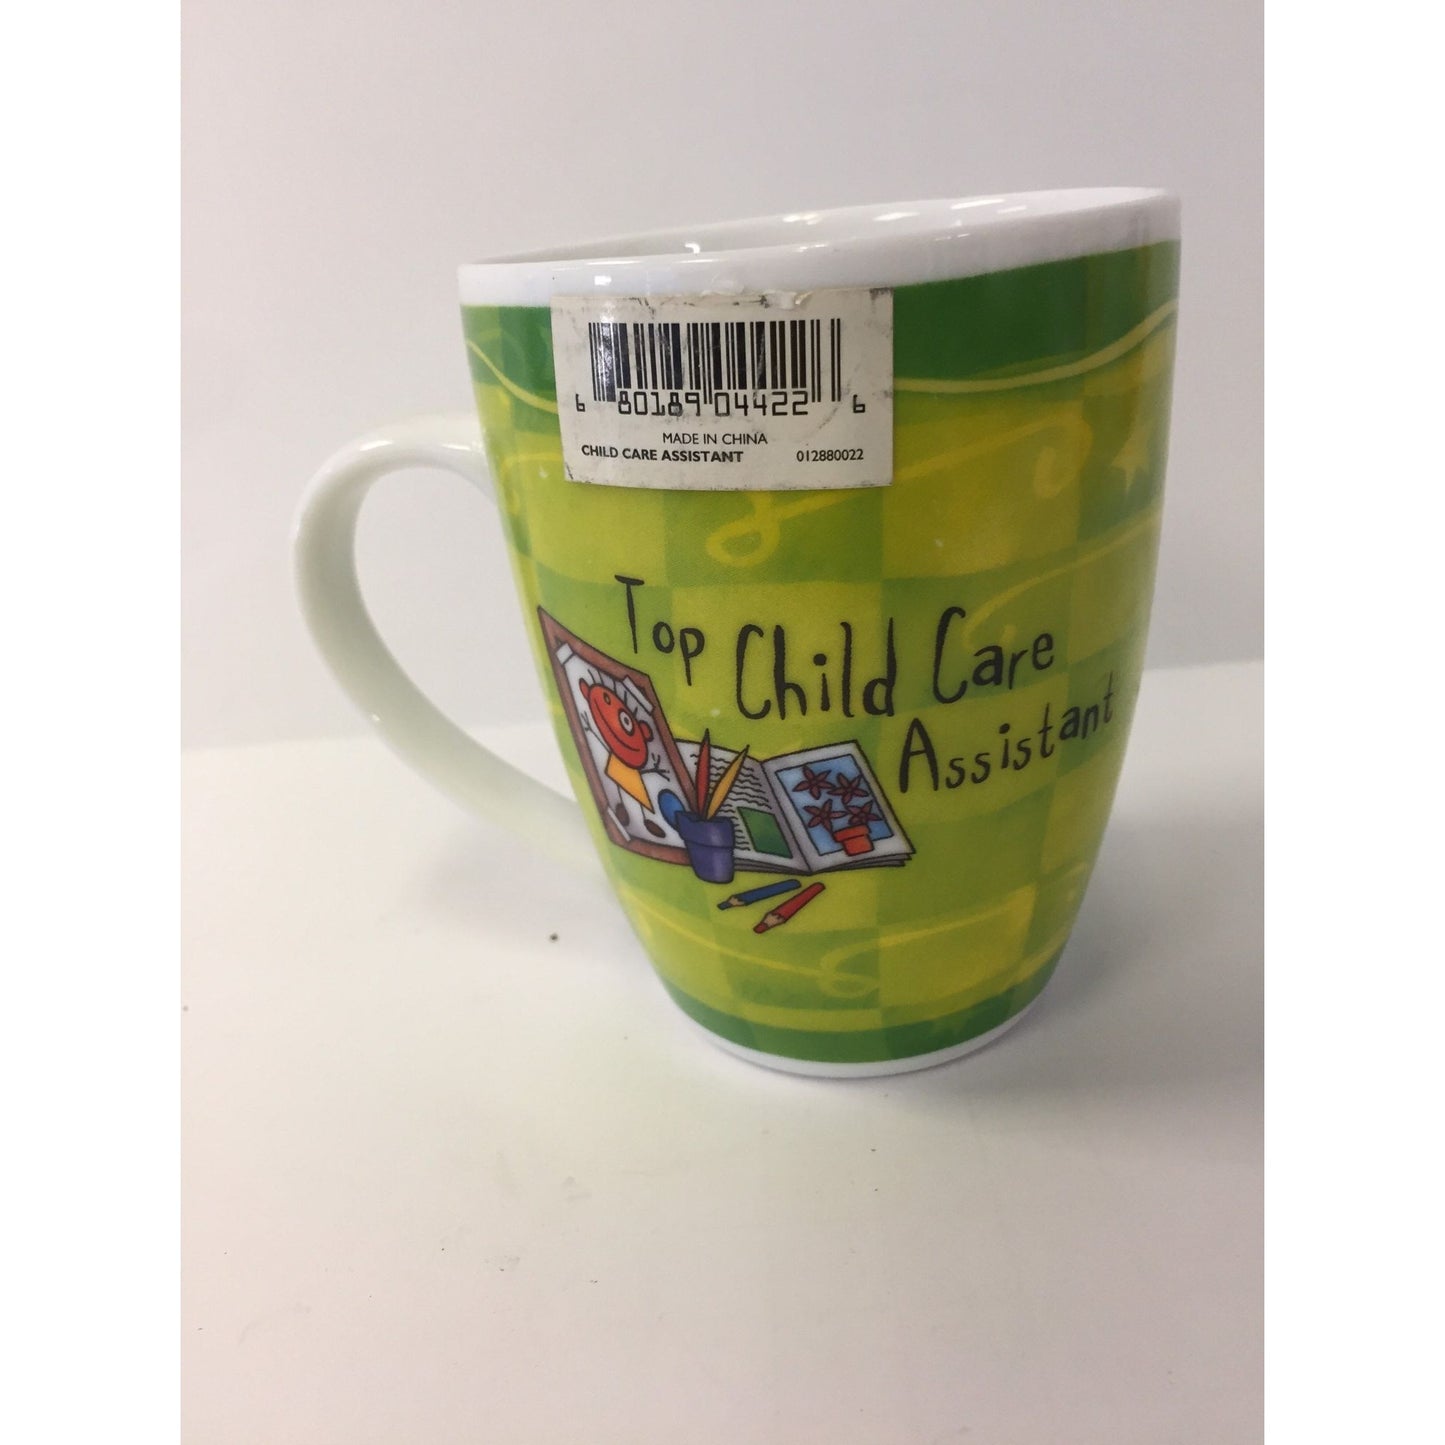 6 80189 04422 6
MADE IN CHINA
CHILD CARE ASSISTANT 012880022
Top Child Care
Assistant